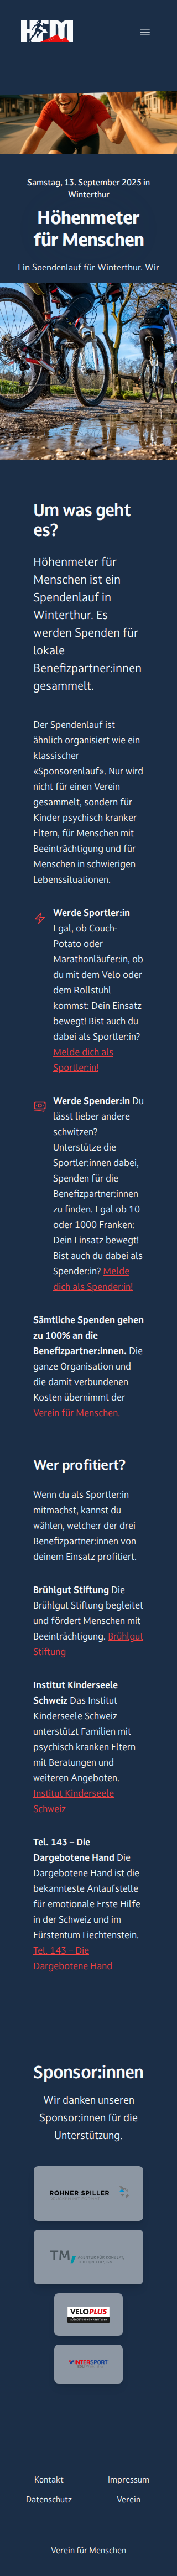 HFM
Samstag, 13. September 2025 in
Winterthur
Höhenmeter
für Menschen
Ein Spendenlauf für Winterthur. Wir
Um was geht
es?
Höhenmeter für
Menschen ist ein
Spendenlauf in
Winterthur. Es
werden Spenden für
lokale
Benefizpartner:innen
gesammelt.
Der Spendenlauf ist
ähnlich organisiert wie ein
klassischer
«Sponsorenlauf». Nur wird
nicht für einen Verein
gesammelt, sondern für
Kinder psychisch kranker
Eltern, für Menschen mit
Beeinträchtigung und für
Menschen in schwierigen
Lebenssituationen.
Werde Sportler:in
Egal, ob Couch-
Potato oder
Marathonläufer:in, ob
du mit dem Velo oder
dem Rollstuhl
kommst: Dein Einsatz
bewegt! Bist auch du
dabei als Sportler:in?
Melde dich als
Sportler:in!
Werde Spender:in Du
lässt lieber andere
schwitzen?
Unterstütze die
Sportler:innen dabei,
Spenden für die
Benefizpartner:innen
zu finden. Egal ob 10
oder 1000 Franken:
Dein Einsatz bewegt!
Bist auch du dabei als
Spender:in? Melde
dich als Spender:in!
Sämtliche Spenden gehen
zu 100% an die
Benefizpartner:innen. Die
ganze Organisation und
die damit verbundenen
Kosten übernimmt der
Verein für Menschen.
Wer profitiert?
Wenn du als Sportler:in
mitmachst, kannst du
wählen, welche:r der drei
Benefizpartner:innen von
deinem Einsatz profitiert.
Brühlgut Stiftung Die
Brühlgut Stiftung begleitet
und fördert Menschen mit
Beeinträchtigung. Brühlgut
Stiftung
Institut Kinderseele
Schweiz Das Institut
Kinderseele Schweiz
unterstützt Familien mit
psychisch kranken Eltern
mit Beratungen und
weiteren Angeboten.
Institut Kinderseele
Schweiz
Tel. 143 – Die
Dargebotene Hand Die
Dargebotene Hand ist die
bekannteste Anlaufstelle
für emotionale Erste Hilfe
in der Schweiz und im
Fürstentum Liechtenstein.
Tel. 143 – Die
Dargebotene Hand
Sponsor:innen
Wir danken unseren
Sponsor:innen für die
Unterstützung.
ROHNER SPILLER
TM
VELOPLUS
INTERSPORT
Kontakt
Impressum
Datenschutz
Verein
Verein für Menschen